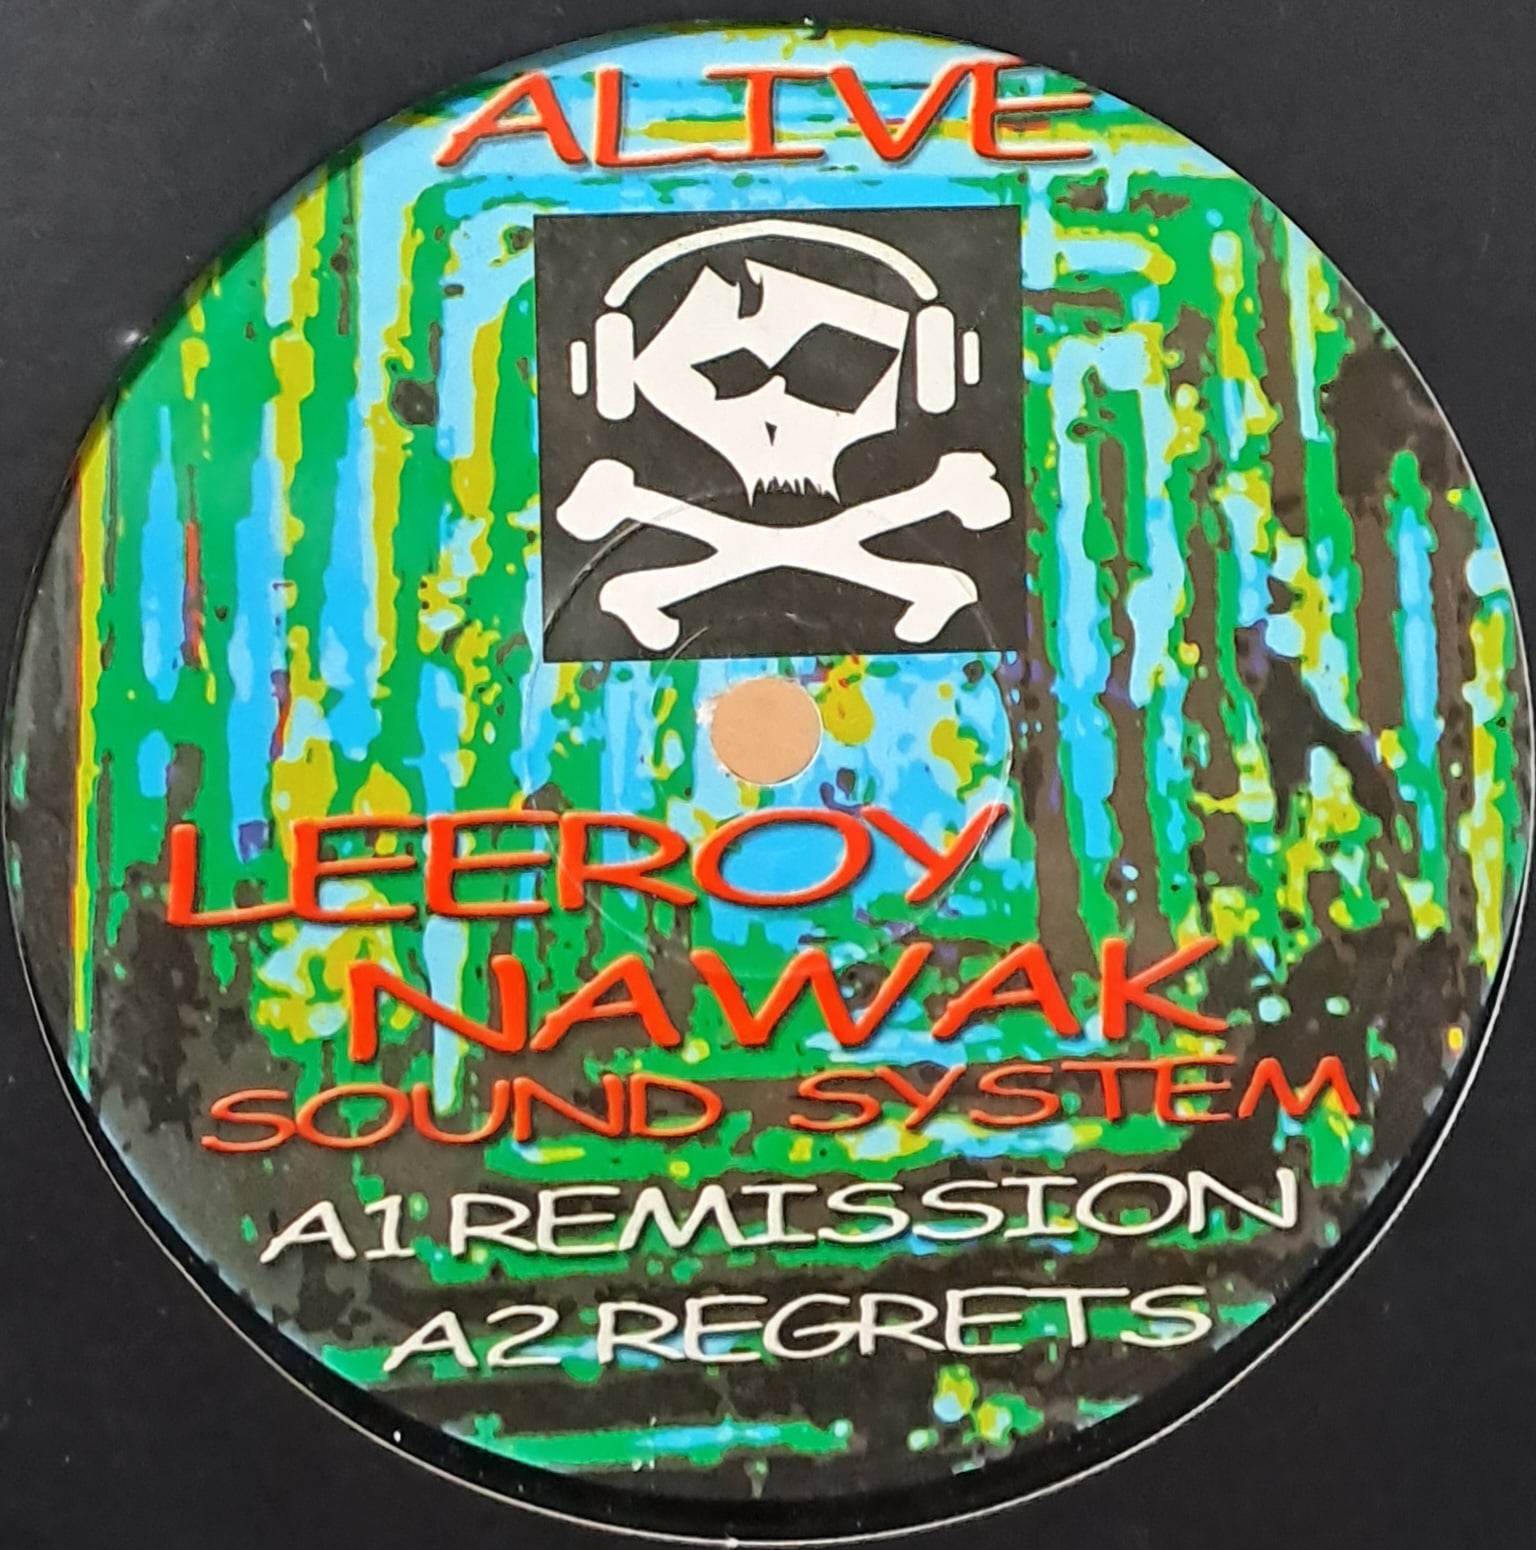 ALIVE
LEEROY
NAWAK
SOUND SYSTEM
A1 REMISSION
A2 REGRETS